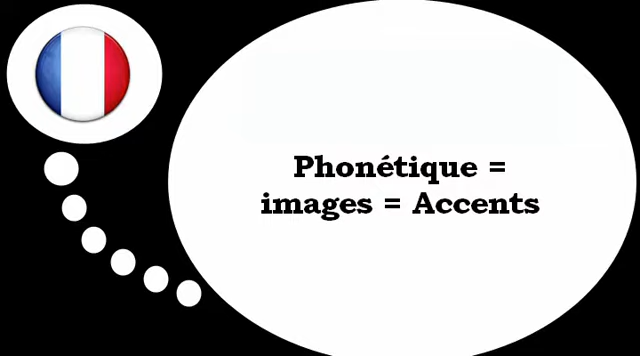 Phonétique =
images = Accents